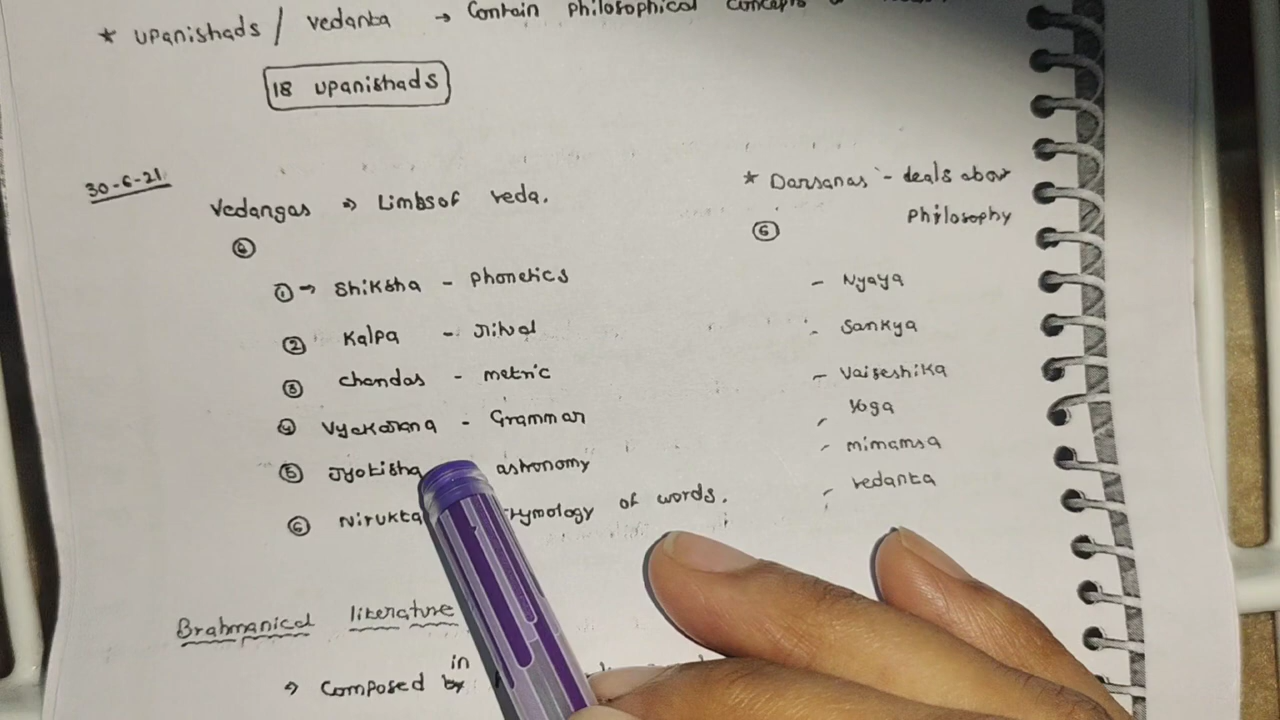 * Upanishads / Vedanta → Contain philosophical concepts
18 upanishads
30-6-21
Vedangas ⇒ Limbs of veda.
6
① → Shiksha - phonetics
② Kalpa - ritual
③ chandas - metric
④ Vyakarana - Grammar
⑤ Jyotisha astronomy
⑥ Nirukta tymology of words.
* Darsanas - deals about
Philosophy
6
- Nyaya
- Sankya
- Vaiseshika
- Yoga
- mimamsa
- vedanta
Brahmanical literature
in
⇒ Composed by